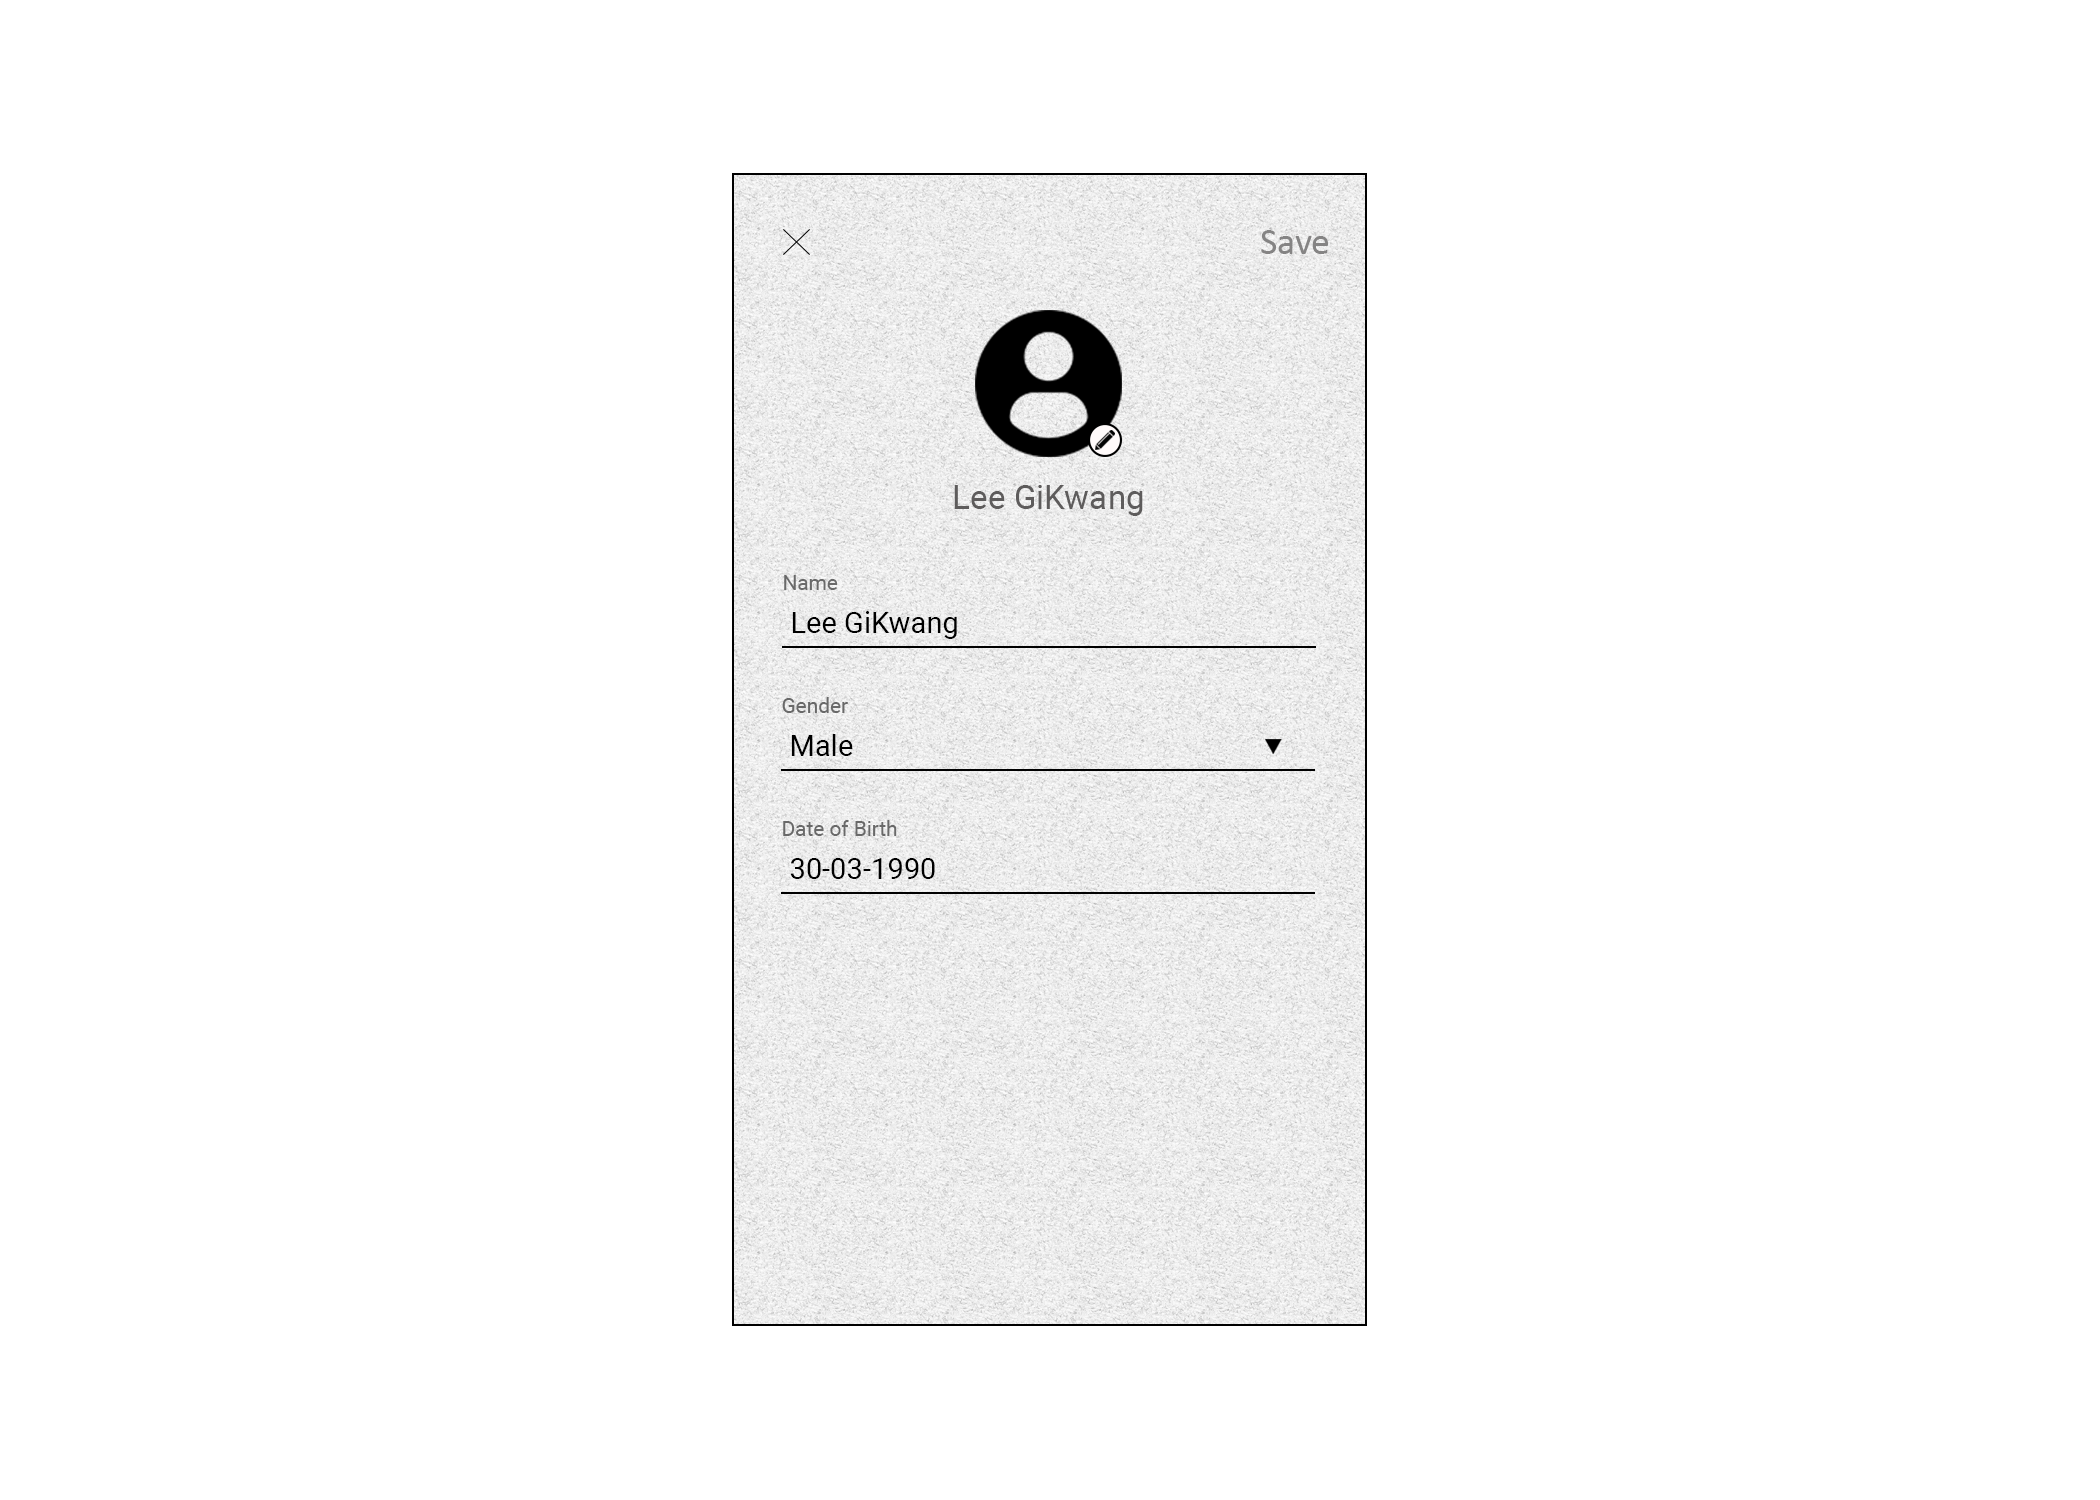 Save
Lee GiKwang
Name
Lee GiKwang
Gender
Male
Date of Birth
30-03-1990